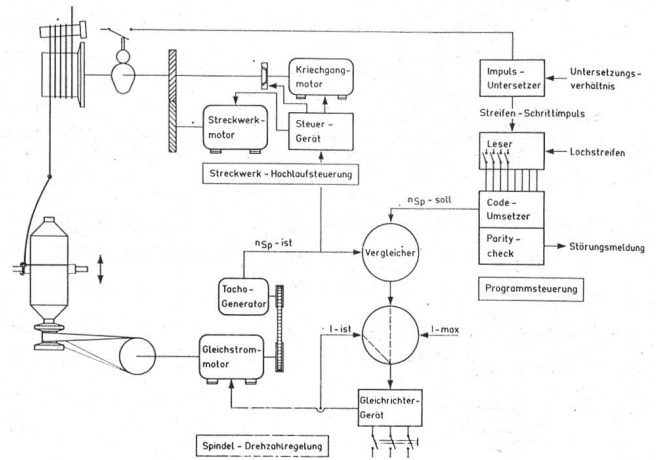 Kriechgang-
motor
Impuls -
Untersetzer
Untersetzungs-
verhältnis
Streckwerk-
motor
Steuer-
Gerät
Streifen - Schrittimpuls
Leser
Lochstreifen
Streckwerk - Hochlaufsteuerung
nSp - soll
Code -
Umsetzer
nSp - ist
Vergleicher
Parity -
check
Störungsmeldung
Tacho -
Generator
Programmsteuerung
I - ist
I - max
Gleichstrom-
motor
Gleichrichter-
Gerät
Spindel - Drehzahlregelung